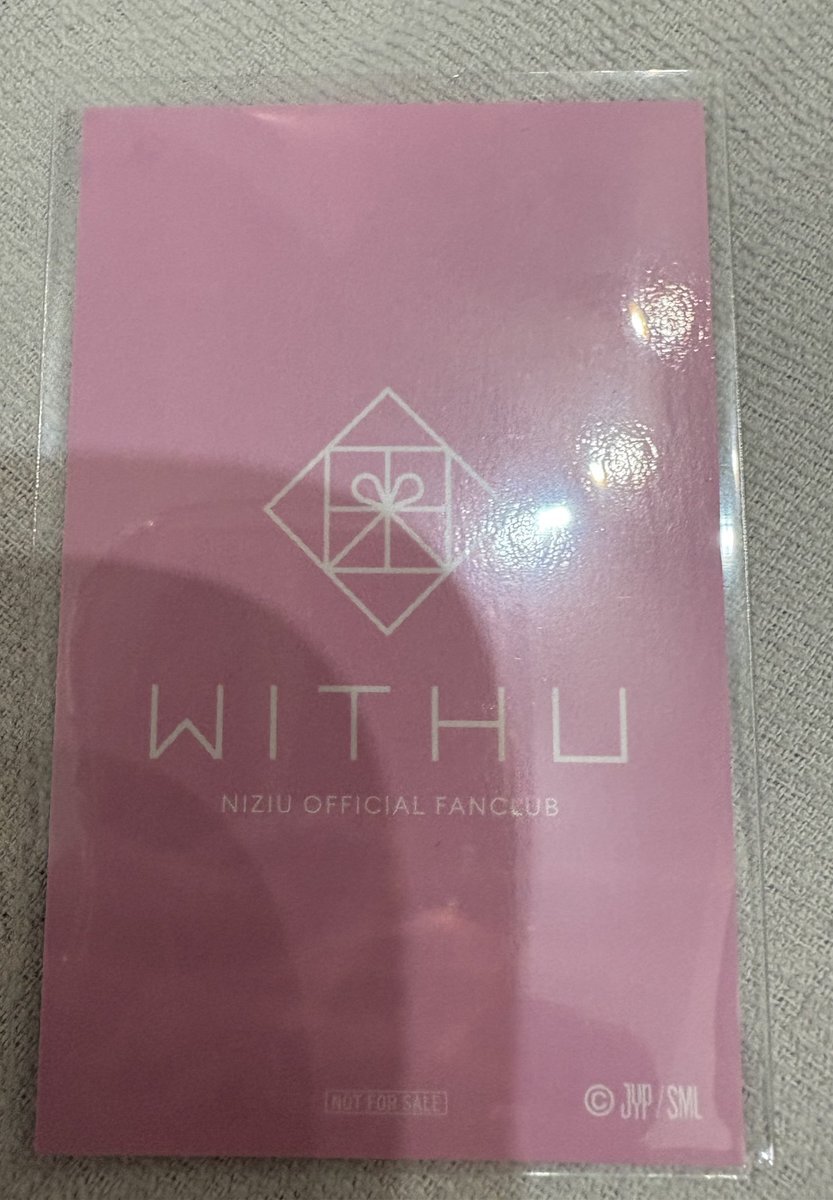 WITHU
NIZIU OFFICIAL FANCLUB
NOT FOR SALE
© JYP/SML